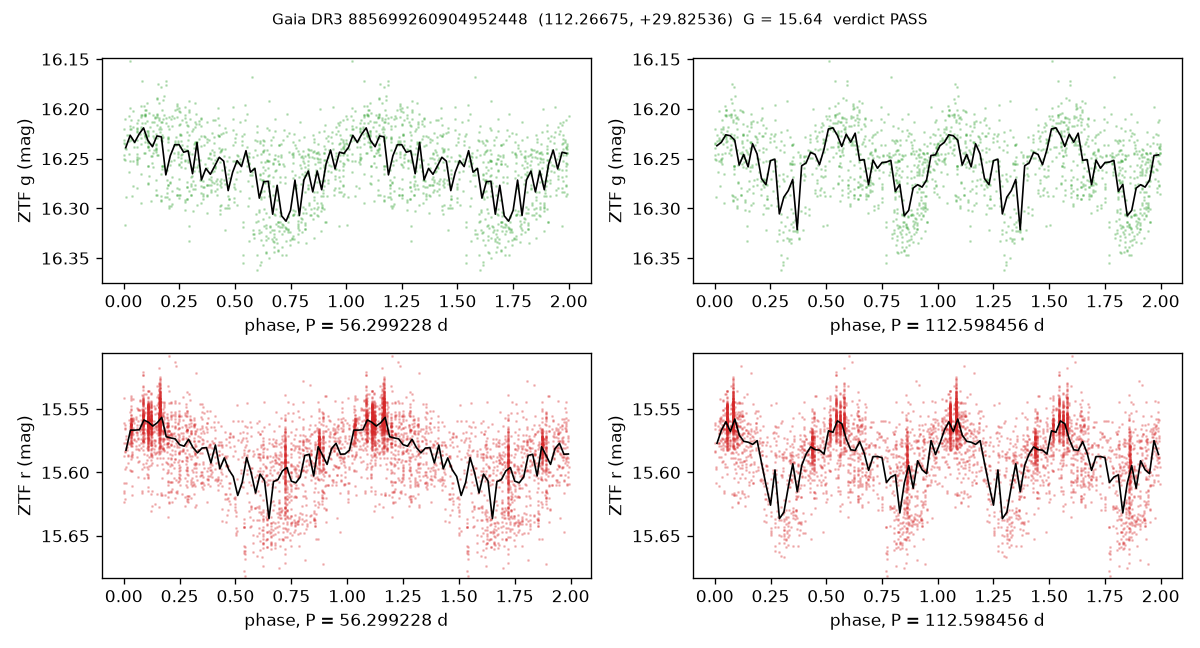 Gaia DR3 885699260904952448 (112.26675, +29.82536) G = 15.64 verdict PASS
ZTF g (mag)
16.15
16.20
16.25
16.30
16.35
0.00 0.25 0.50 0.75 1.00 1.25 1.50 1.75 2.00
phase, P = 56.299228 d
ZTF g (mag)
16.15
16.20
16.25
16.30
16.35
0.00 0.25 0.50 0.75 1.00 1.25 1.50 1.75 2.00
phase, P = 112.598456 d
ZTF r (mag)
15.55
15.60
15.65
0.00 0.25 0.50 0.75 1.00 1.25 1.50 1.75 2.00
phase, P = 56.299228 d
ZTF r (mag)
15.55
15.60
15.65
0.00 0.25 0.50 0.75 1.00 1.25 1.50 1.75 2.00
phase, P = 112.598456 d